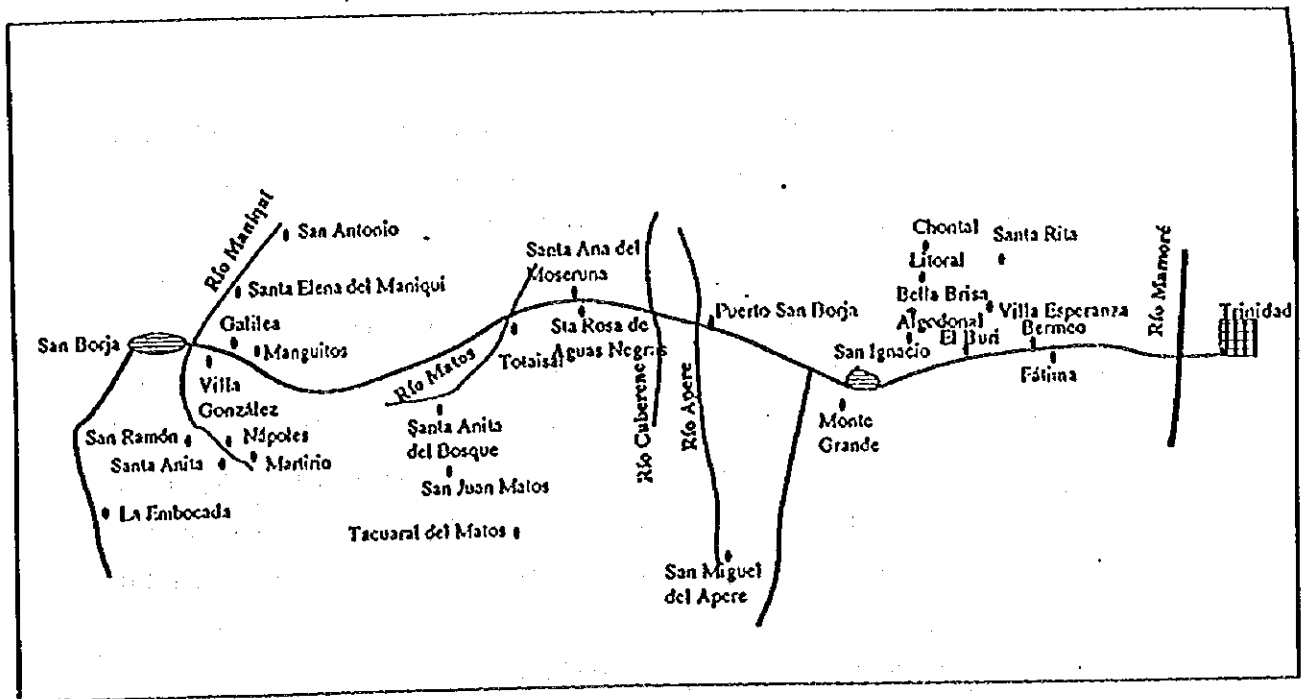 Río Maniquí
San Antonio
Santa Elena del Maniqui
San Borja
Galilea
Manguitos
Villa
González
San Ramón
Nápoles
Santa Anita
Martirio
La Embocada
Río Matos
Totaisal
Santa Ana del
Moseruna
Sta Rosa de
Aguas Negras
Santa Anita
del Bosque
San Juan Matos
Tacuaral del Matos
Río Cuberene
Río Apere
Puerto San Borja
San Miguel
del Apere
Chontal
Litoral
Santa Rita
Bella Brisa
Villa Esperanza
Algodonal
El Buri
Bermeo
San Ignacio
Fátima
Monte
Grande
Río Mamoré
Trinidad